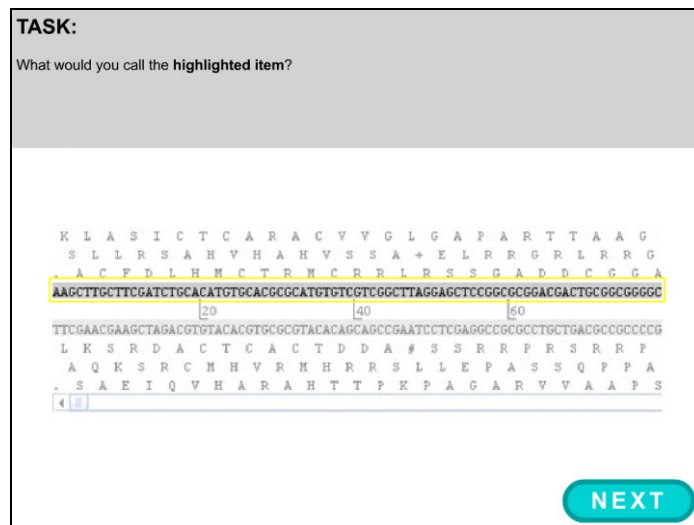 TASK:
What would you call the highlighted item?
K L A S I C T C A R A C V V G L G A P A R T T A A G
S L L R S A H V H A H V S S A + E L R R G R L R R G
. A C F D L H M C T R M C R R L R S S G A D D C G G A
AAGCTTGCTTCGATCTGCACATGTGCACGCGCATGTGTCGTCGGCTTAGGAGCTCCGGCGCGGACGACTGCGGCGGGGC
20 40 60
TTCGAACGAAGCTAGACGTGTACACGTGCGCGTACACAGCAGCCGAATCCTCGAGGCCGCGCCTGCTGACGCCGCCCCG
L K S R D A C T C A C T D D A # S S R R P R S R R P
A Q K S R C M H V R M H R R S L L E P A S S Q P P A
. S A E I Q V H A R A H T T P K P A G A R V V A A P S
NEXT